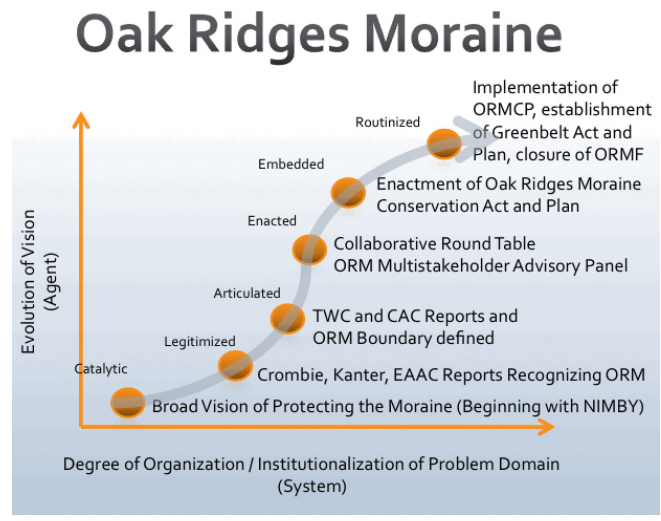 Oak Ridges Moraine
Implementation of
ORMCP, establishment
of Greenbelt Act and
Plan, closure of ORMF
Routinized
Embedded
Enactment of Oak Ridges Moraine
Conservation Act and Plan
Enacted
Collaborative Round Table
ORM Multistakeholder Advisory Panel
Articulated
TWC and CAC Reports and
ORM Boundary defined
Legitimized
Crombie, Kanter, EAAC Reports Recognizing ORM
Catalytic
Broad Vision of Protecting the Moraine (Beginning with NIMBY)
Evolution of Vision
(Agent)
Degree of Organization / Institutionalization of Problem Domain
(System)